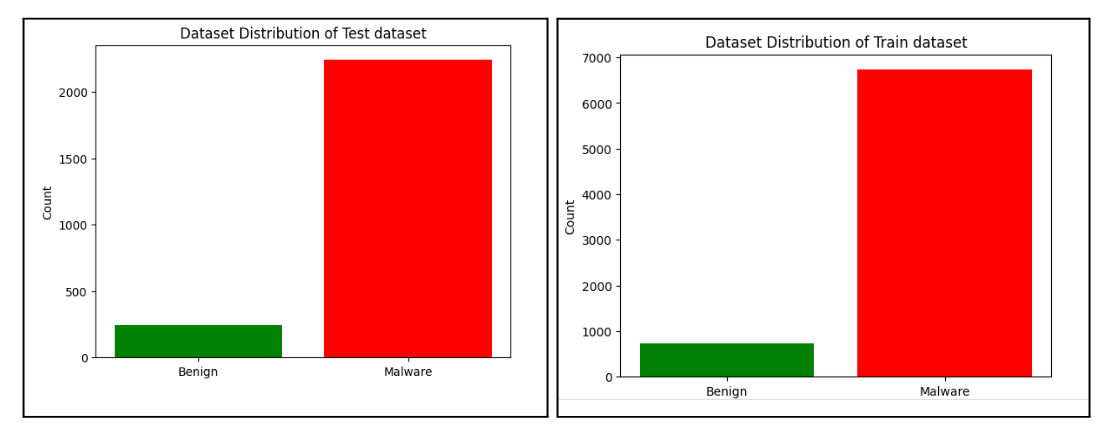 Dataset Distribution of Test dataset
2000
1500
1000
500
0
Count
Benign Malware
Dataset Distribution of Train dataset
7000
6000
5000
4000
3000
2000
1000
0
Count
Benign Malware